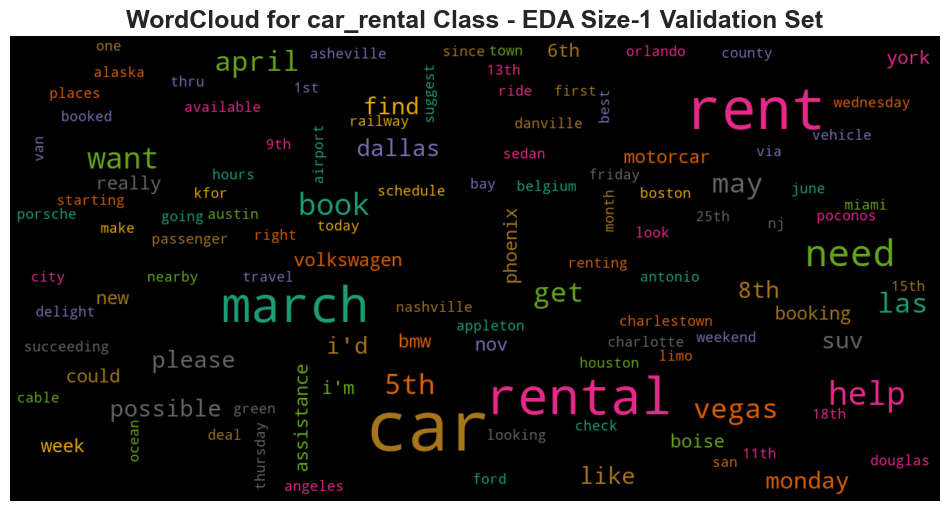 WordCloud for car_rental Class - EDA Size-1 Validation Set
one
april
asheville
since
town
6th
orlando
county
york
alaska
thru
1st
suggest
13th
places
available
find
ride
first
best
rent
wednesday
booked
railway
danville
vehicle
van
want
9th
airport
dallas
sedan
motorcar
via
really
hours
kfor
schedule
bay
belgium
friday
boston
may
june
starting
book
month
miami
porsche
going
austin
today
phoenix
25th
nj
poconos
make
passenger
right
look
need
city
nearby
travel
volkswagen
renting
antonio
8th
15th
delight
new
march
nashville
get
booking
las
appleton
charlestown
weekend
succeeding
please
i'd
bmw
nov
charlotte
limo
suv
could
houston
cable
possible
green
assistance
i'm
5th
car
rental
vegas
help
18th
week
ocean
deal
thursday
looking
check
boise
11th
san
douglas
angeles
ford
like
monday